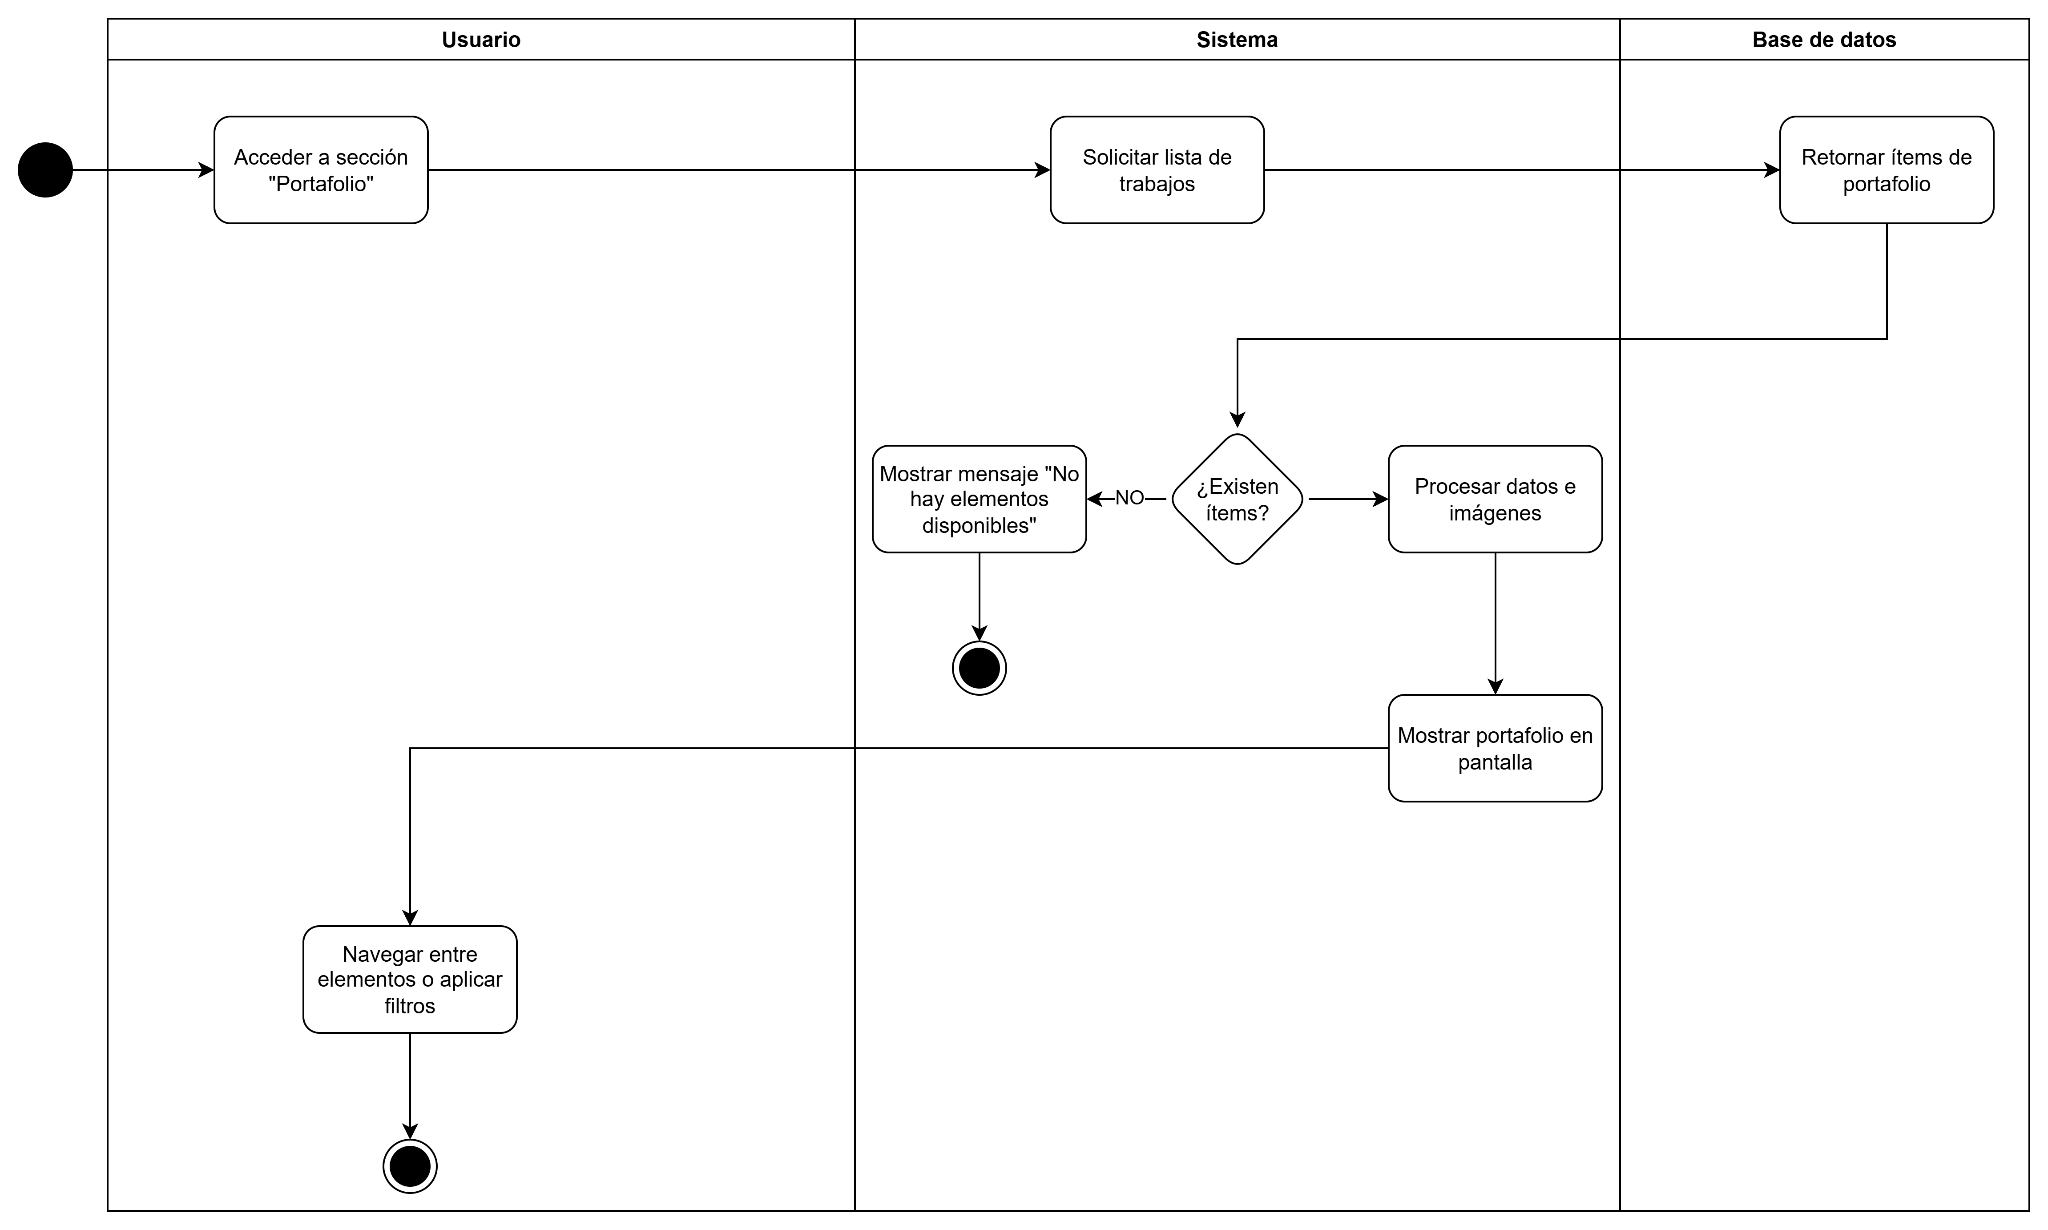 Usuario
Sistema
Base de datos
Acceder a sección
"Portafolio"
Solicitar lista de
trabajos
Retornar ítems de
portafolio
Mostrar mensaje "No
hay elementos
disponibles"
NO
¿Existen
ítems?
Procesar datos e
imágenes
Mostrar portafolio en
pantalla
Navegar entre
elementos o aplicar
filtros